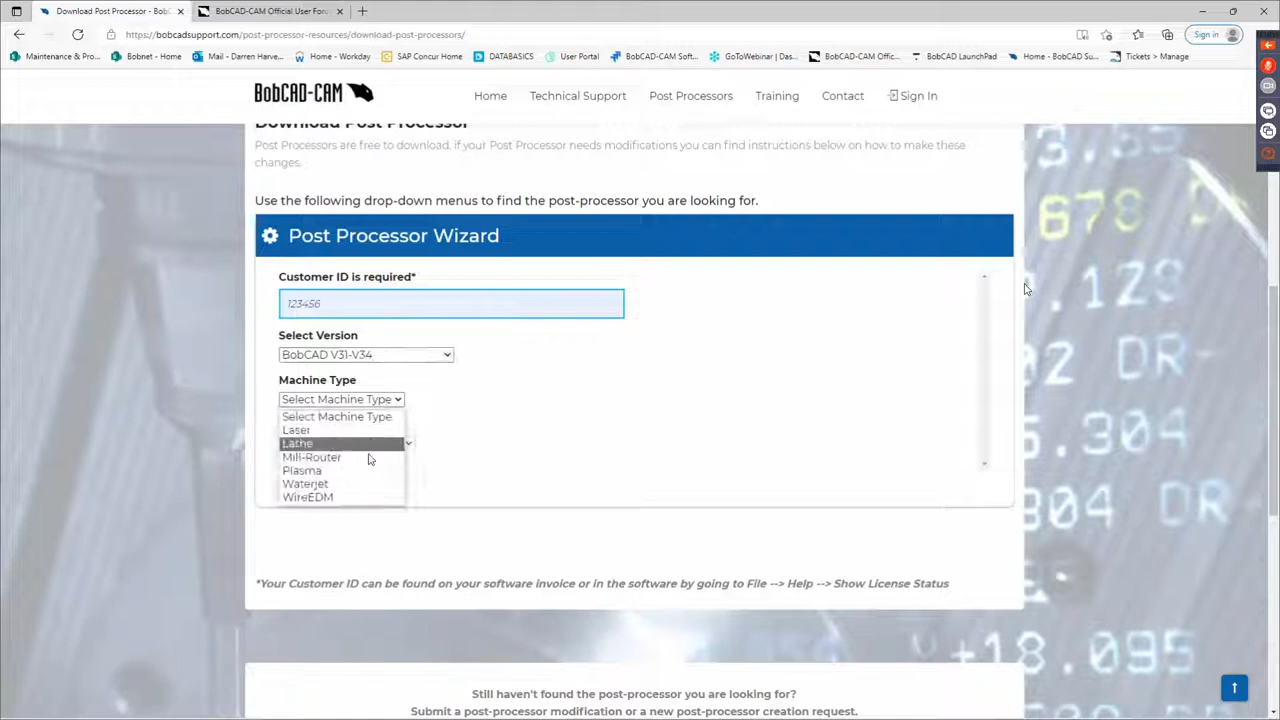 Download Post Processor - BobC
BobCAD-CAM Official User Foru
https://bobcadsupport.com/post-processor-resources/download-post-processors/
Sign in
Maintenance & Pro...
Bobnet - Home
Mail - Darren Harve...
Home - Workday
SAP Concur Home
DATABASICS
User Portal
BobCAD-CAM Soft...
GoToWebinar | Das...
BobCAD-CAM Offic...
BobCAD LaunchPad
Home - BobCAD Su...
Tickets > Manage
BobCAD-CAM
Home
Technical Support
Post Processors
Training
Contact
Sign In
Download Post Processor
Post Processors are free to download, if your Post Processor needs modifications you can find instructions below on how to make these
changes.
Use the following drop-down menus to find the post-processor you are looking for.
Post Processor Wizard
Customer ID is required*
123456
Select Version
BobCAD V31-V34
Machine Type
Select Machine Type
Select Machine Type
Laser
Lathe
Mill-Router
Plasma
Waterjet
WireEDM
*Your Customer ID can be found on your software invoice or in the software by going to File --> Help --> Show License Status
Still haven't found the post-processor you are looking for?
Submit a post-processor modification or a new post-processor creation request.
678
.128
5.304
304 DR
+18.095